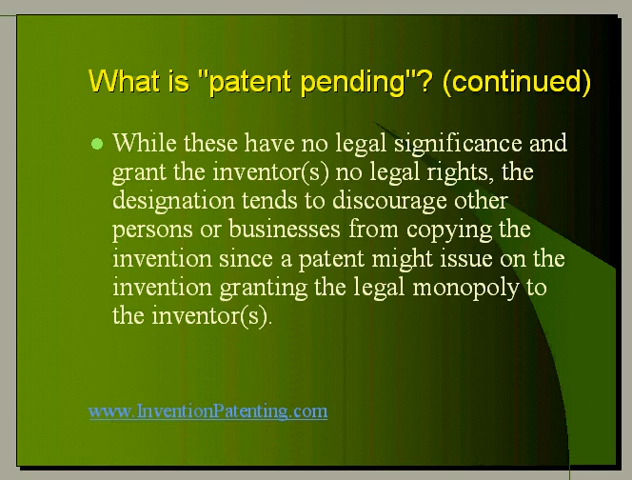 What is "patent pending"? (continued)
While these have no legal significance and
grant the inventor(s) no legal rights, the
designation tends to discourage other
persons or businesses from copying the
invention since a patent might issue on the
invention granting the legal monopoly to
the inventor(s).
www.InventionPatenting.com